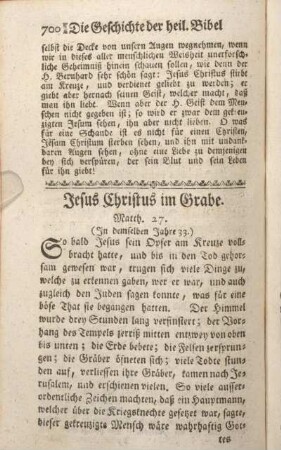 700 Die Geschichte der heil. Bibel
selbst die Decke von unsern Augen wegnehmen, wenn
wir in dieses aller menschlichen Weisheit unerforsch-
liche Geheimniß hinein schauen sollen, wie denn der
H. Bernhard sehr schön sagt: Jesus Christus stirbt
am Kreuze, und verdienet geliebt zu werden; er
giebt aber hernach seinen Geist, welcher macht, daß
man ihn liebt. Wenn aber der H. Geist dem Men-
schen nicht gegeben ist; so wird er zwar dem gekreu-
zigten Jesum sehen, ihn aber nicht lieben. O was
für eine Schande ist es nicht für einen Christen,
Jesum Christum sterben sehen, und ihn mit undank-
baren Augen sehen, ohne eine Liebe zu demjenigen
bey sich verspüren, der sein Blut und sein Leben
für ihn giebt!
Jesus Christus im Grabe.
Matth. 27.
(In demselben Jahre 33.)
So bald Jesus sein Opfer am Kreuze voll-
bracht hatte, und bis in den Tod gehor-
sam gewesen war, trugen sich viele Dinge zu,
welche zu erkennen gaben, wer er war, und auch
zugleich den Juden sagen konnte, was für eine
böse That sie begangen hatten. Der Himmel
wurde drey Stunden lang verfinstert; der Vor-
hang des Tempels zerriß mitten entzwey von oben
bis unten; die Erde bebete; die Felsen zersprun-
gen; die Gräber öfneten sich; viele Todte stunden
auf, verliessen ihre Gräber, kamen nach Je-
rusalem, und erschienen vielen. So viele ausser-
ordentliche Zeichen machten, daß ein Hauptmann,
welcher über die Kriegsknechte gesetzt war, sagte,
dieser gekreuzigte Mensch wäre wahrhaftig Got-
tes